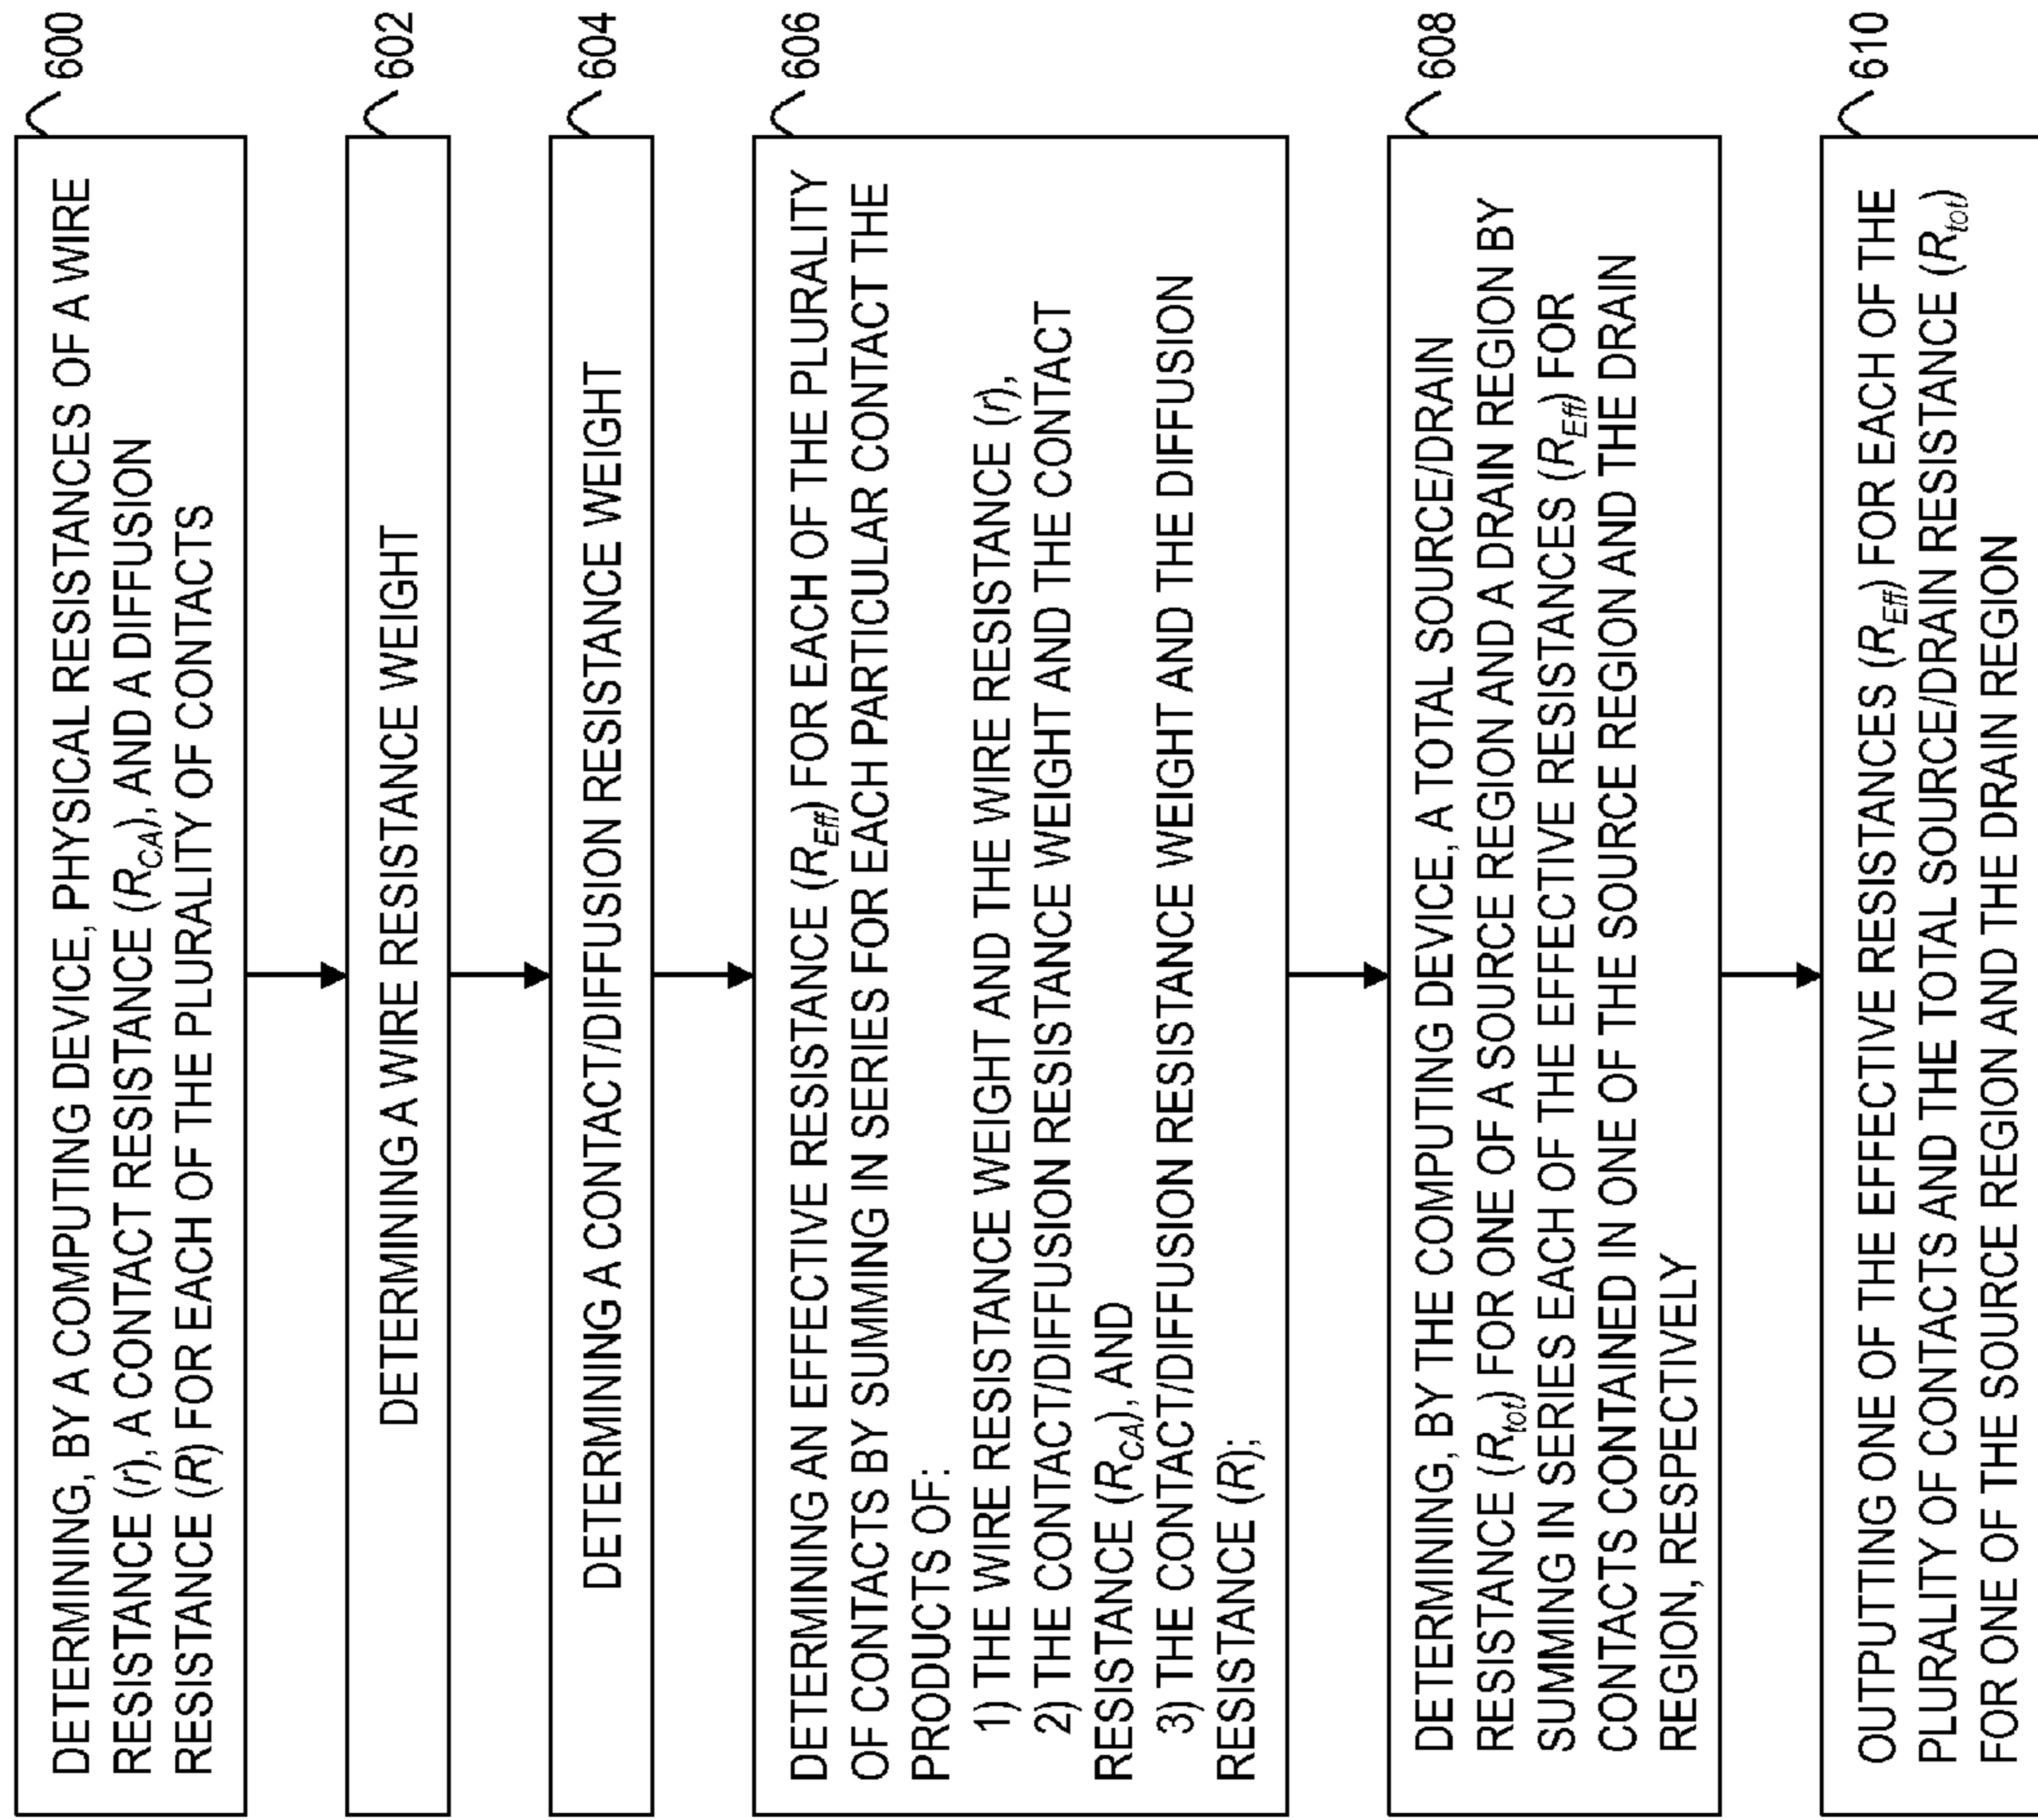 600
DETERMINING, BY A COMPUTING DEVICE, PHYSICAL RESISTANCES OF A WIRE
RESISTANCE (r), A CONTACT RESISTANCE (RCA), AND A DIFFUSION
RESISTANCE (R) FOR EACH OF THE PLURALITY OF CONTACTS
602
DETERMINING A WIRE RESISTANCE WEIGHT
604
DETERMINING A CONTACT/DIFFUSION RESISTANCE WEIGHT
606
DETERMINING AN EFFECTIVE RESISTANCE (REff) FOR EACH OF THE PLURALITY
OF CONTACTS BY SUMMING IN SERIES FOR EACH PARTICULAR CONTACT THE
PRODUCTS OF:
1) THE WIRE RESISTANCE WEIGHT AND THE WIRE RESISTANCE (r),
2) THE CONTACT/DIFFUSION RESISTANCE WEIGHT AND THE CONTACT
RESISTANCE (RCA), AND
3) THE CONTACT/DIFFUSION RESISTANCE WEIGHT AND THE DIFFUSION
RESISTANCE (R);
608
DETERMINING, BY THE COMPUTING DEVICE, A TOTAL SOURCE/DRAIN
RESISTANCE (Rtot) FOR ONE OF A SOURCE REGION AND A DRAIN REGION BY
SUMMING IN SERIES EACH OF THE EFFECTIVE RESISTANCES (REff) FOR
CONTACTS CONTAINED IN ONE OF THE SOURCE REGION AND THE DRAIN
REGION, RESPECTIVELY
610
OUTPUTTING ONE OF THE EFFECTIVE RESISTANCES (REff) FOR EACH OF THE
PLURALITY OF CONTACTS AND THE TOTAL SOURCE/DRAIN RESISTANCE (Rtot)
FOR ONE OF THE SOURCE REGION AND THE DRAIN REGION